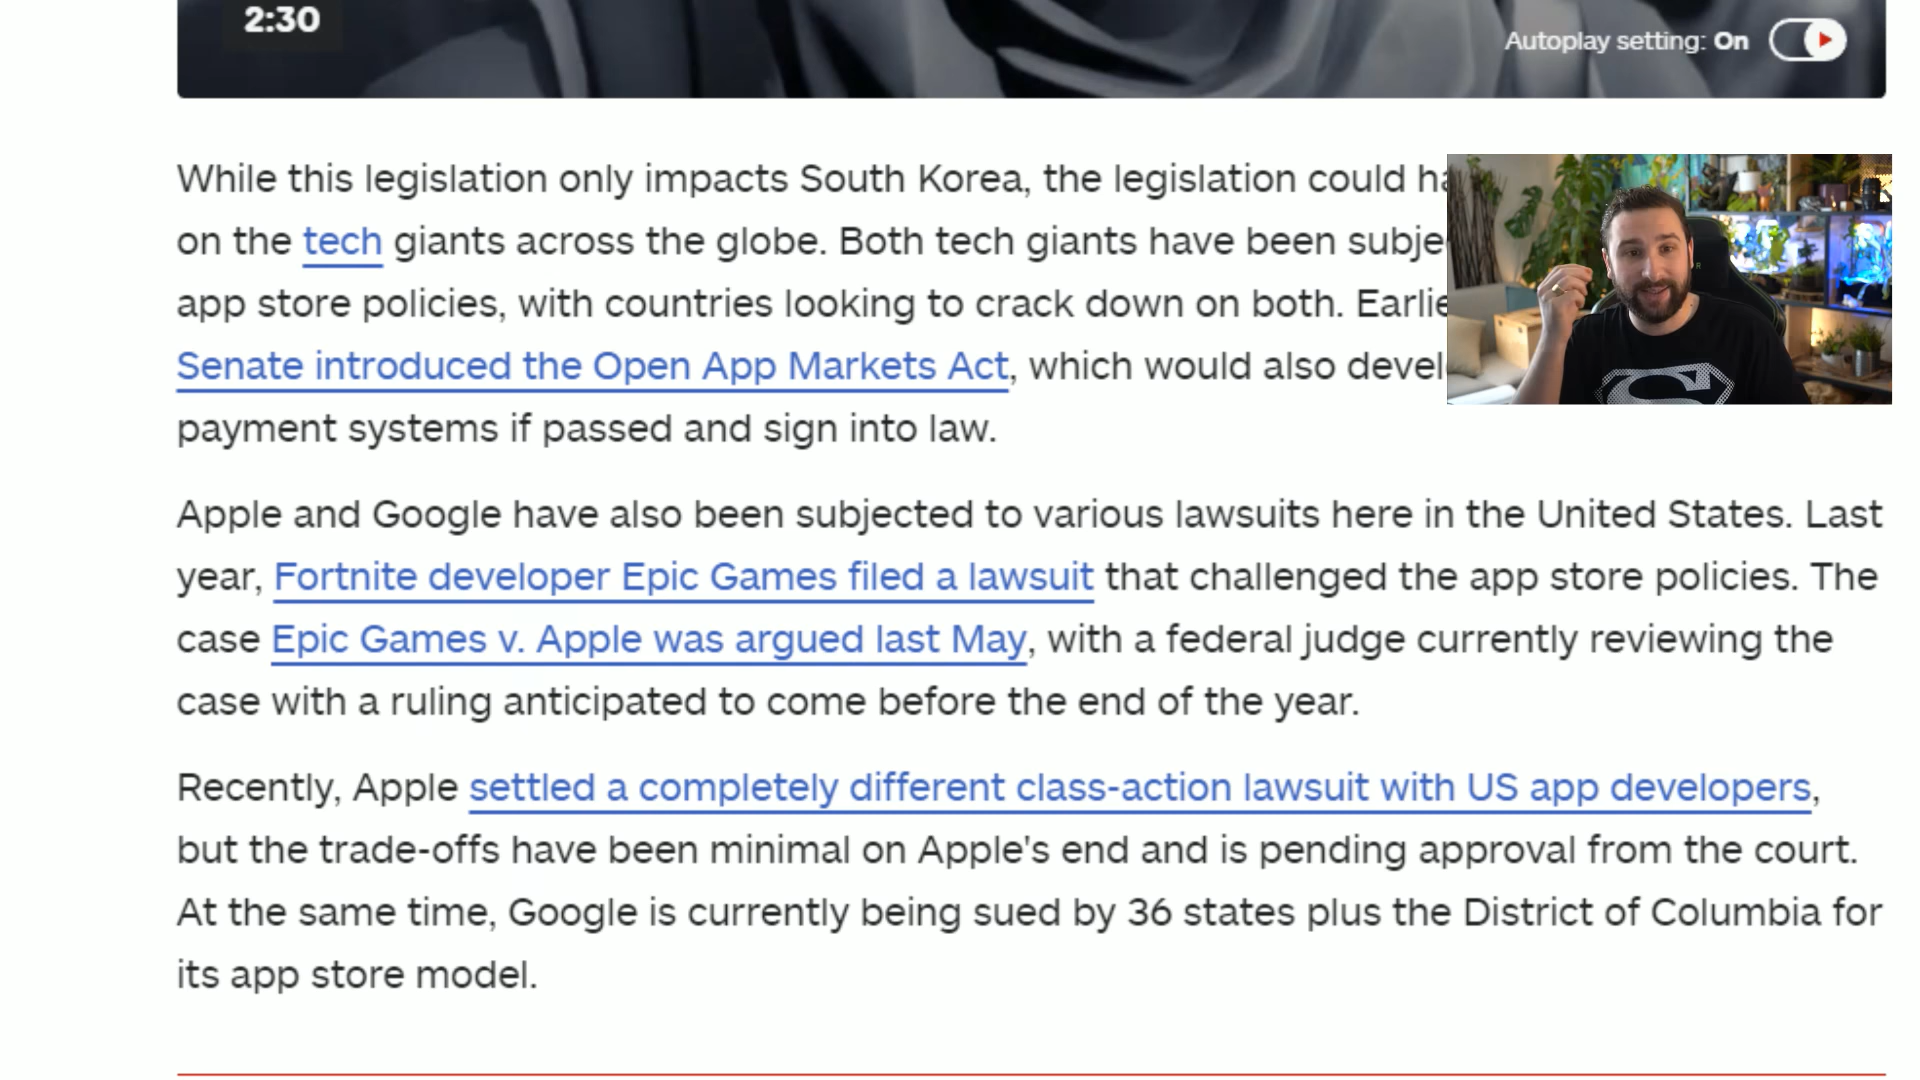 2:30
Autoplay setting: On
While this legislation only impacts South Korea, the legislation could
on the tech giants across the globe. Both tech giants have been
app store policies, with countries looking to crack down on both.
Senate introduced the Open App Markets Act, which would also
payment systems if passed and sign into law.
Apple and Google have also been subjected to various lawsuits here in the United States. Last
year, Fortnite developer Epic Games filed a lawsuit that challenged the app store policies. The
case Epic Games v. Apple was argued last May, with a federal judge currently reviewing the
case with a ruling anticipated to come before the end of the year.
Recently, Apple settled a completely different class-action lawsuit with US app developers,
but the trade-offs have been minimal on Apple's end and is pending approval from the court.
At the same time, Google is currently being sued by 36 states plus the District of Columbia for
its app store model.